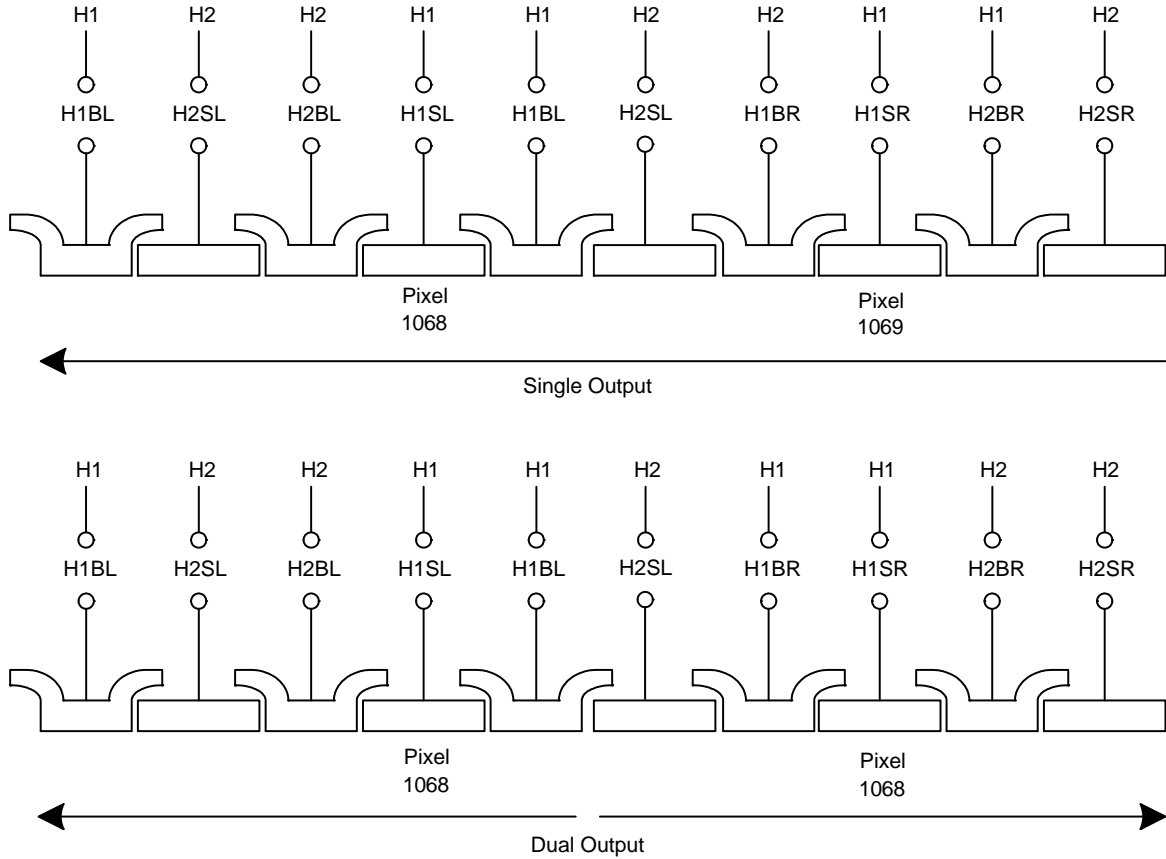 H1 H2 H2 H1 H1 H2 H2 H1 H1 H2
H1BL H2SL H2BL H1SL H1BL H2SL H1BR H1SR H2BR H2SR
Pixel Pixel
1068 1069
Single Output
H1 H2 H2 H1 H1 H2 H1 H1 H2 H2
H1BL H2SL H2BL H1SL H1BL H2SL H1BR H1SR H2BR H2SR
Pixel Pixel
1068 1068
Dual Output